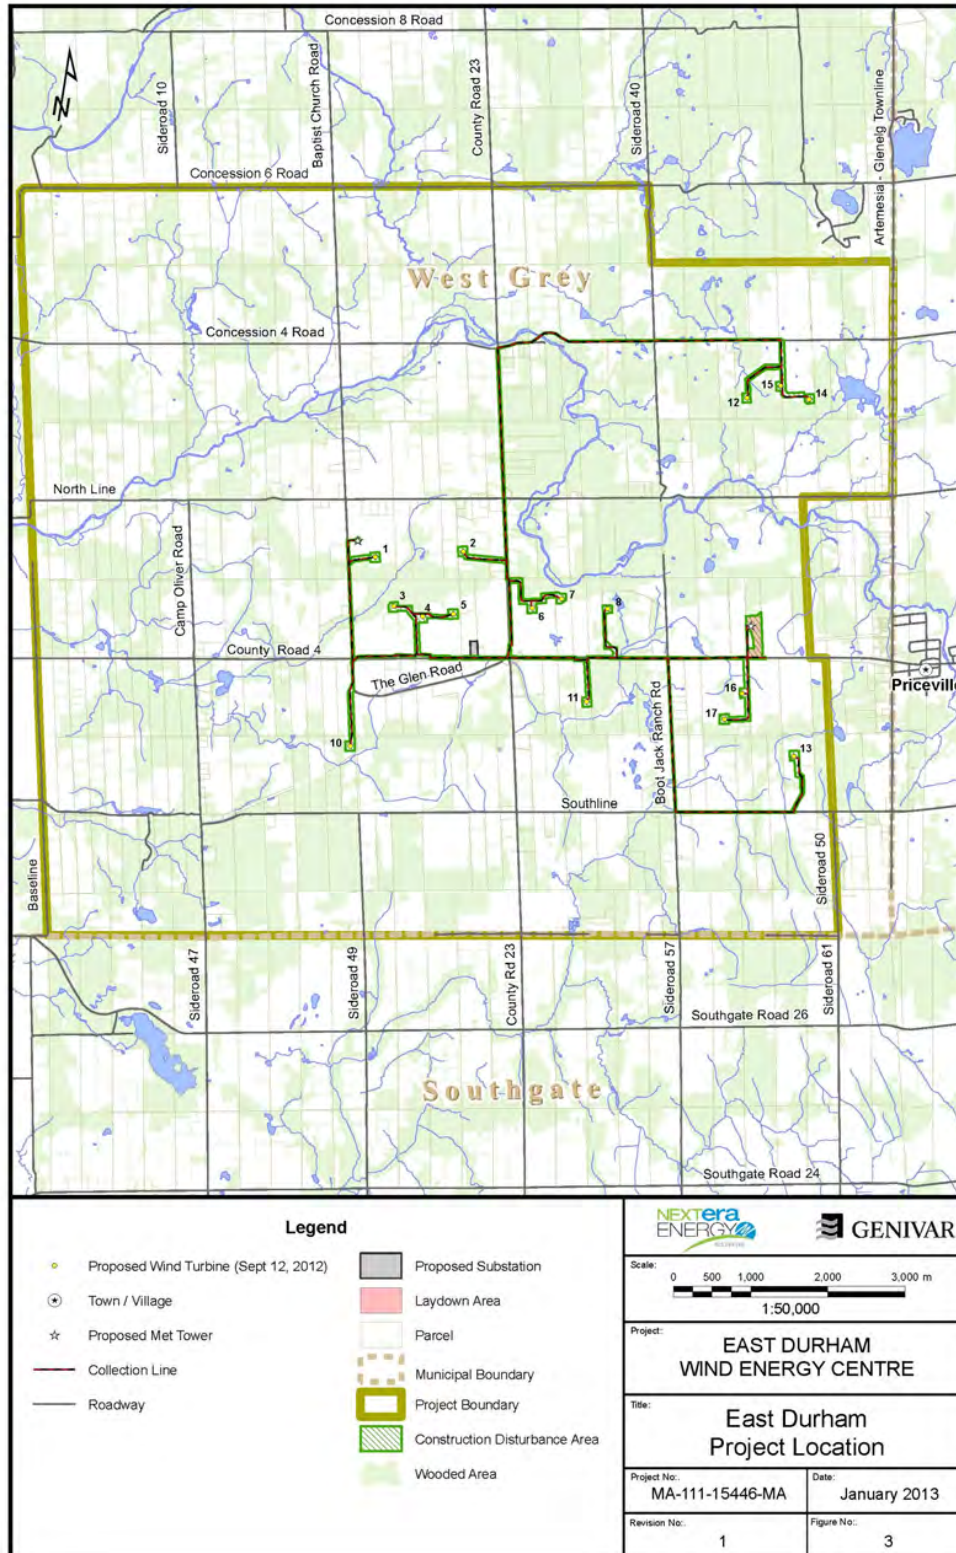 Concession 8 Road
N
Sideroad 10
Baptist Church Road
County Road 23
Sideroad 40
Artemesia - Glenelg Townline
Concession 6 Road
West Grey
Concession 4 Road
15
14
12
North Line
Camp Oliver Road
1
2
3
4
5
7
6
8
County Road 4
The Glen Road
Priceville
11
16
17
10
Boot Jack Ranch Rd
13
Southline
Baseline
Sideroad 50
Sideroad 47
Sideroad 49
County Rd 23
Sideroad 57
Sideroad 61
Southgate Road 26
Southgate
Southgate Road 24
Legend
Proposed Wind Turbine (Sept 12, 2012)
Town / Village
Proposed Met Tower
Collection Line
Roadway
Proposed Substation
Laydown Area
Parcel
Municipal Boundary
Project Boundary
Construction Disturbance Area
Wooded Area
NEXTera
ENERGY
GENIVAR
Scale:
0 500 1,000 2,000 3,000 m
1:50,000
Project:
EAST DURHAM
WIND ENERGY CENTRE
Title:
East Durham
Project Location
Project No.:
MA-111-15446-MA
Date:
January 2013
Revision No.:
1
Figure No.:
3